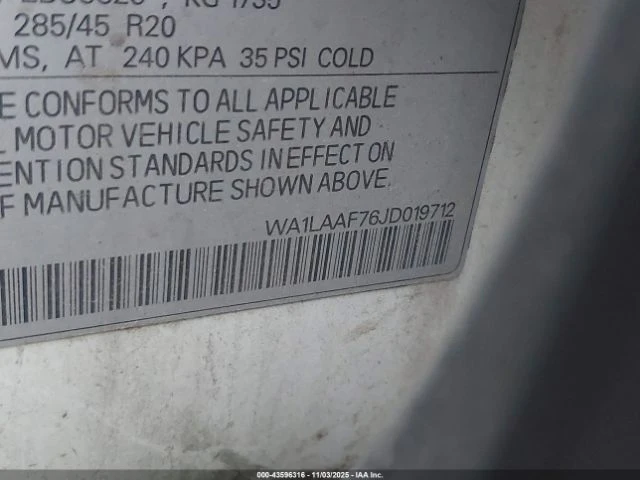 285/45 R20
MS, AT 240 KPA 35 PSI COLD
E CONFORMS TO ALL APPLICABLE
MOTOR VEHICLE SAFETY AND
ENTION STANDARDS IN EFFECT ON
F MANUFACTURE SHOWN ABOVE.
WA1LAAF76JD019712
000-43596316 - 11/03/2025 - IAA Inc.